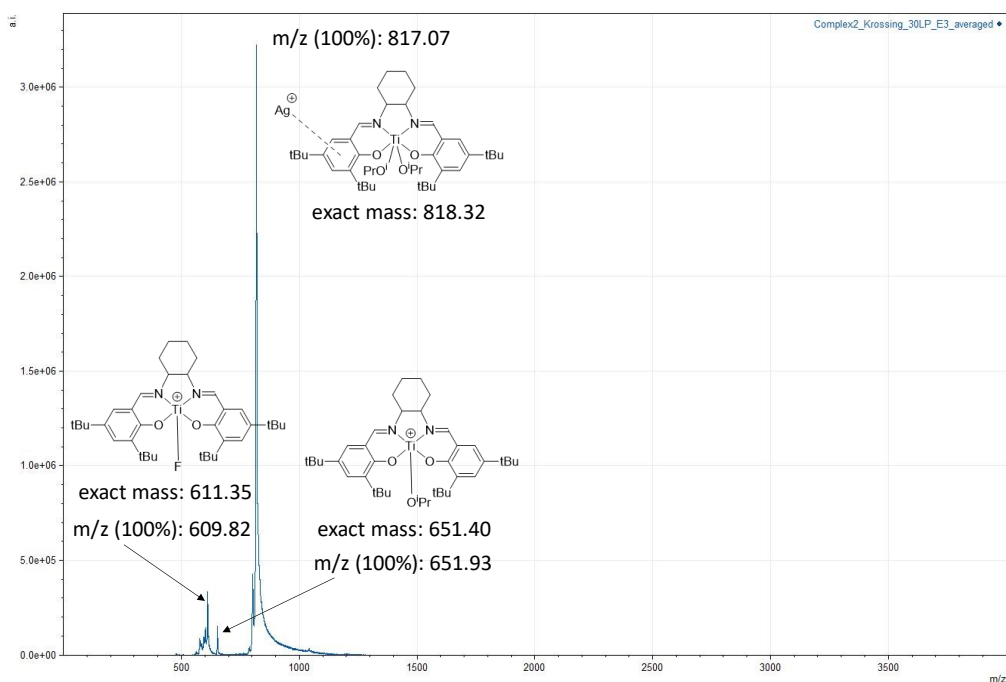 a.i.
Complex2_Krossing_30LP_E3_averaged
m/z (100%): 817.07
3.0e+06
Ag⊕
N N
Ti
tBu O O tBu
PrOⁱ OⁱPr
tBu tBu
2.5e+06
exact mass: 818.32
2.0e+06
1.5e+06
N ⊕ N
Ti
tBu O O tBu
tBu tBu
F
N ⊕ N
Ti
tBu O O tBu
tBu tBu
OⁱPr
1.0e+06
exact mass: 611.35
exact mass: 651.40
m/z (100%): 609.82
m/z (100%): 651.93
5.0e+05
0.0e+00
500 1000 1500 2000 2500 3000 3500
m/z